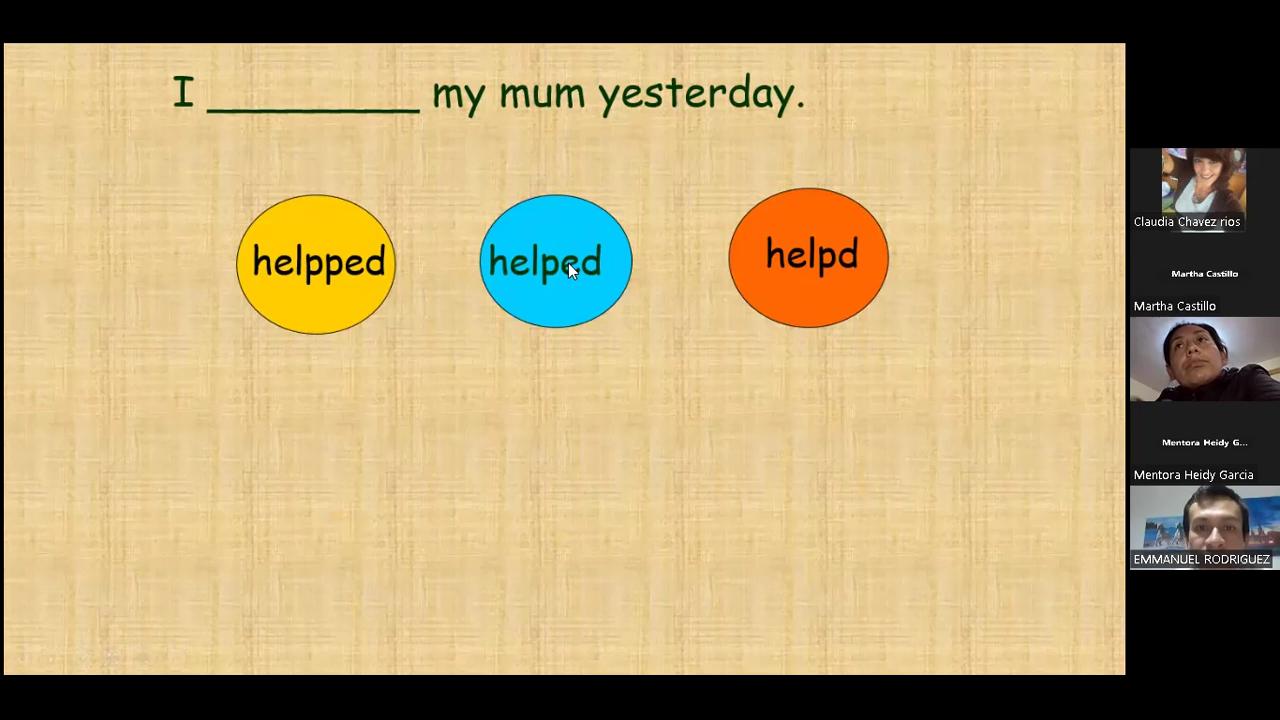 I ________ my mum yesterday.
helpped
helped
helpd
Claudia Chavez rios
Martha Castillo
Martha Castillo
Mentora Heidy G...
Mentora Heidy Garcia
EMMANUEL RODRIGUEZ